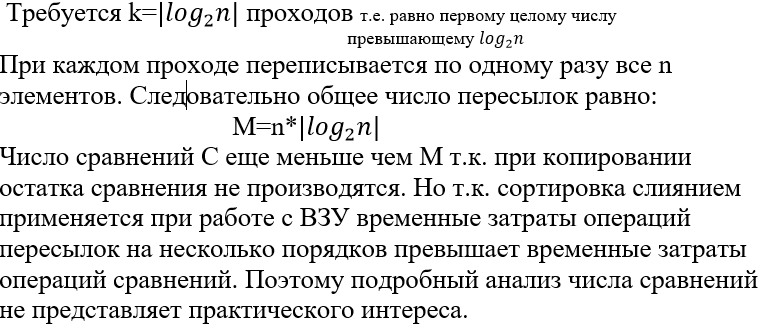 Требуется k=|log₂n| проходов т.е. равно первому целому числу
превышающему log₂n
При каждом проходе переписывается по одному разу все n
элементов. Следовательно общее число пересылок равно:
M=n*|log₂n|
Число сравнений С еще меньше чем М т.к. при копировании
остатка сравнения не производятся. Но т.к. сортировка слиянием
применяется при работе с ВЗУ временные затраты операций
пересылок на несколько порядков превышает временные затраты
операций сравнений. Поэтому подробный анализ числа сравнений
не представляет практического интереса.